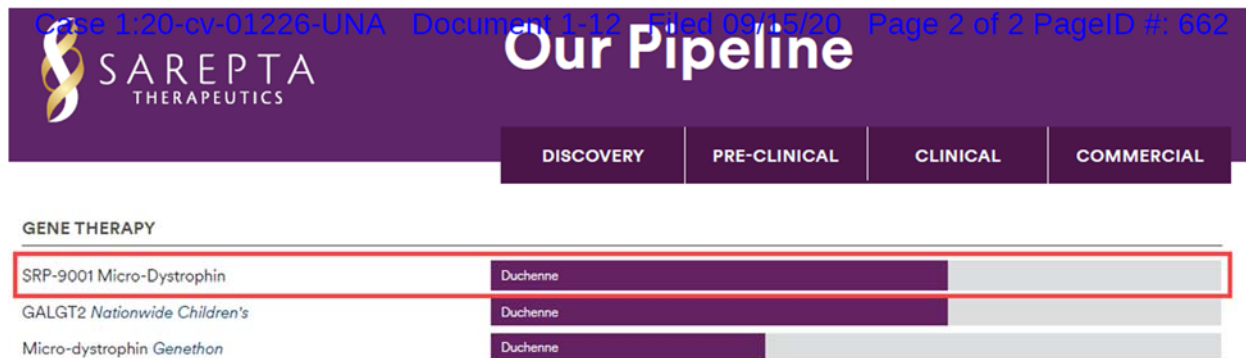 Case 1:20-cv-01226-UNA Document 1-12 Filed 09/15/20 Page 2 of 2 PageID #: 662
Our Pipeline
SAREPTA
THERAPEUTICS
DISCOVERY PRE-CLINICAL CLINICAL COMMERCIAL
GENE THERAPY
SRP-9001 Micro-Dystrophin Duchenne
GALGT2 Nationwide Children's Duchenne
Micro-dystrophin Genethon Duchenne